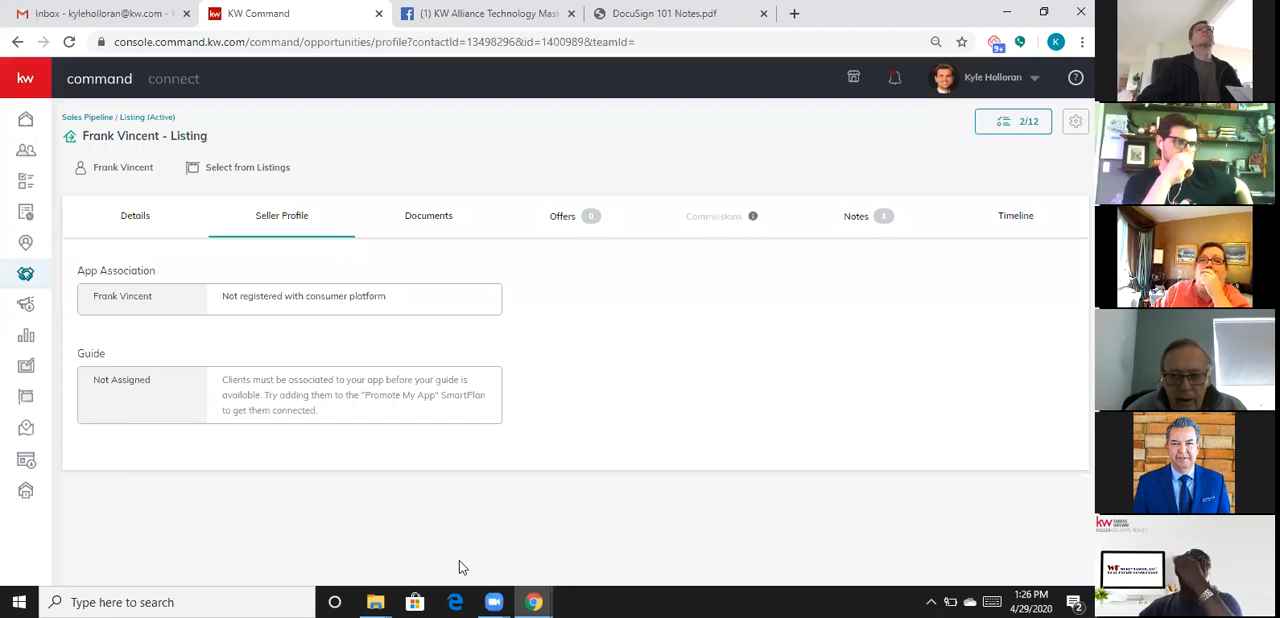 Inbox - kyleholloran@kw.com - K
KW Command
(1) KW Alliance Technology Mast
DocuSign 101 Notes.pdf
console.command.kw.com/command/opportunities/profile?contactId=13498296&id=1400989&teamId=
9+
K
kw
command
connect
Kyle Holloran
Sales Pipeline / Listing (Active)
Frank Vincent - Listing
2/12
Frank Vincent
Select from Listings
Details
Seller Profile
Documents
Offers 0
Commissions
Notes 1
Timeline
App Association
Frank Vincent
Not registered with consumer platform
Guide
Not Assigned
Clients must be associated to your app before your guide is
available. Try adding them to the "Promote My App" SmartPlan
to get them connected.
kw
KELLERWILLIAMS REALTY
Type here to search
1:26 PM
4/29/2020
2